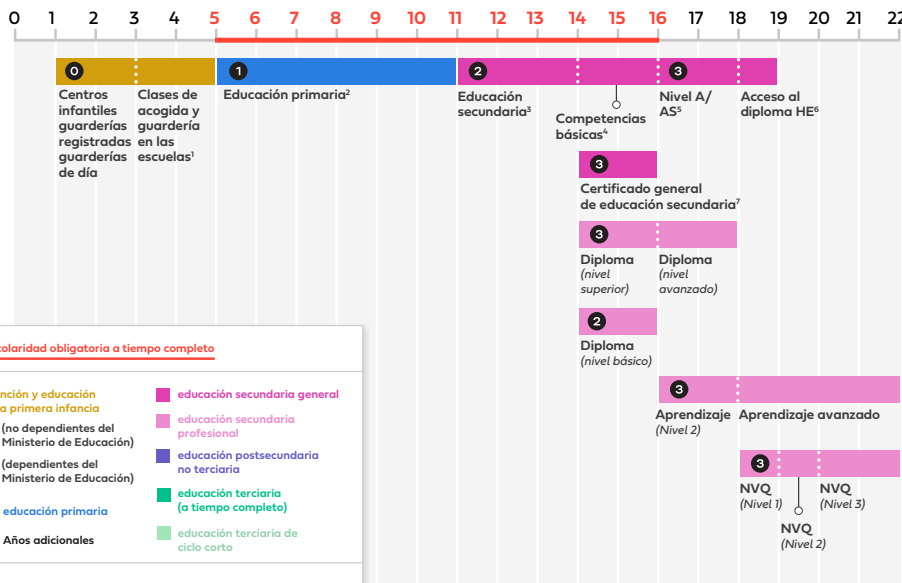 0 1 2 3 4 5 6 7 8 9 10 11 12 13 14 15 16 17 18 19 20 21 22
0
1
2
3
Centros
infantiles
guarderías
registradas
guarderías
de día
Clases de
acogida y
guardería
en las
escuelas¹
Educación primaria²
Educación
secundaria³
Competencias
básicas⁴
Nivel A/
AS⁵
Acceso al
diploma HE⁶
3
Certificado general
de educación secundaria⁷
3
Diploma
(nivel
superior)
Diploma
(nivel
avanzado)
2
Diploma
(nivel básico)
3
Aprendizaje
(Nivel 2)
Aprendizaje avanzado
3
NVQ
(Nivel 1)
NVQ
(Nivel 2)
NVQ
(Nivel 3)
colaridad obligatoria a tiempo completo
nción y educación
a primera infancia
(no dependientes del
Ministerio de Educación)
(dependientes del
Ministerio de Educación)
educación primaria
Años adicionales
educación secundaria general
educación secundaria
profesional
educación postsecundaria
no terciaria
educación terciaria
(a tiempo completo)
educación terciaria de
ciclo corto